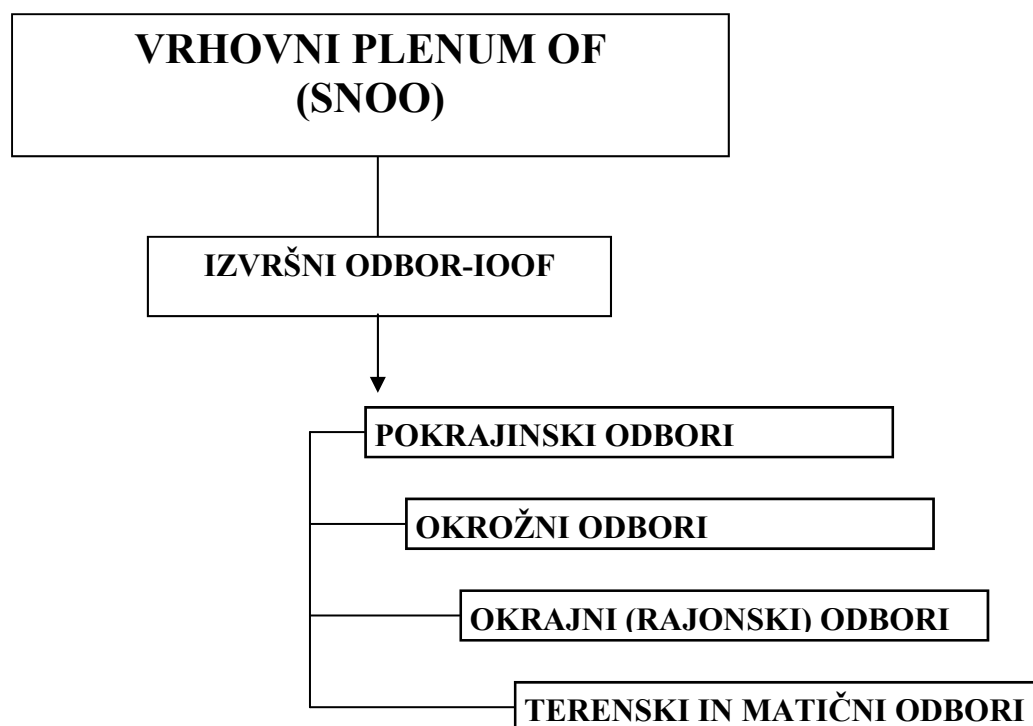 VRHOVNI PLENUM OF
(SNOO)
IZVRŠNI ODBOR-IOOF
POKRAJINSKI ODBORI
OKROŽNI ODBORI
OKRAJNI (RAJONSKI) ODBORI
TERENSKI IN MATIČNI ODBORI